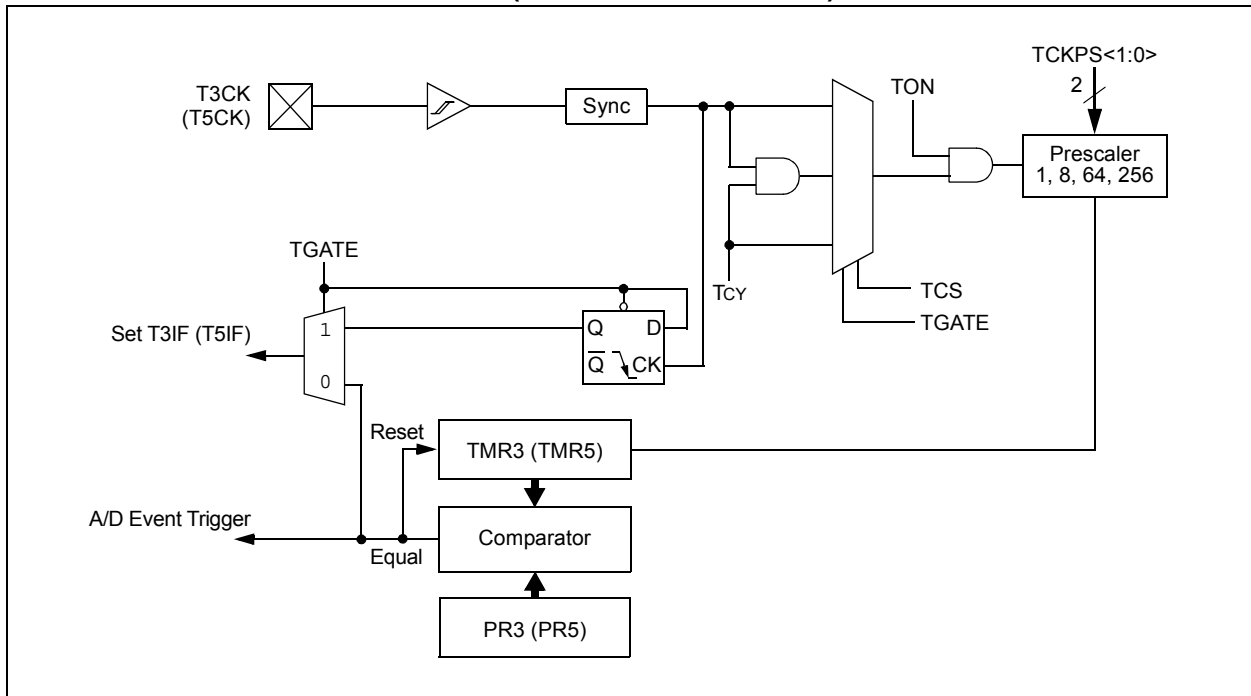 T3CK
(T5CK)
Sync
TON
TCKPS<1:0>
2
Prescaler
1, 8, 64, 256
TGATE
TCY
TCS
TGATE
Set T3IF (T5IF)
1
0
Q
D
Q
CK
Reset
TMR3 (TMR5)
A/D Event Trigger
Equal
Comparator
PR3 (PR5)